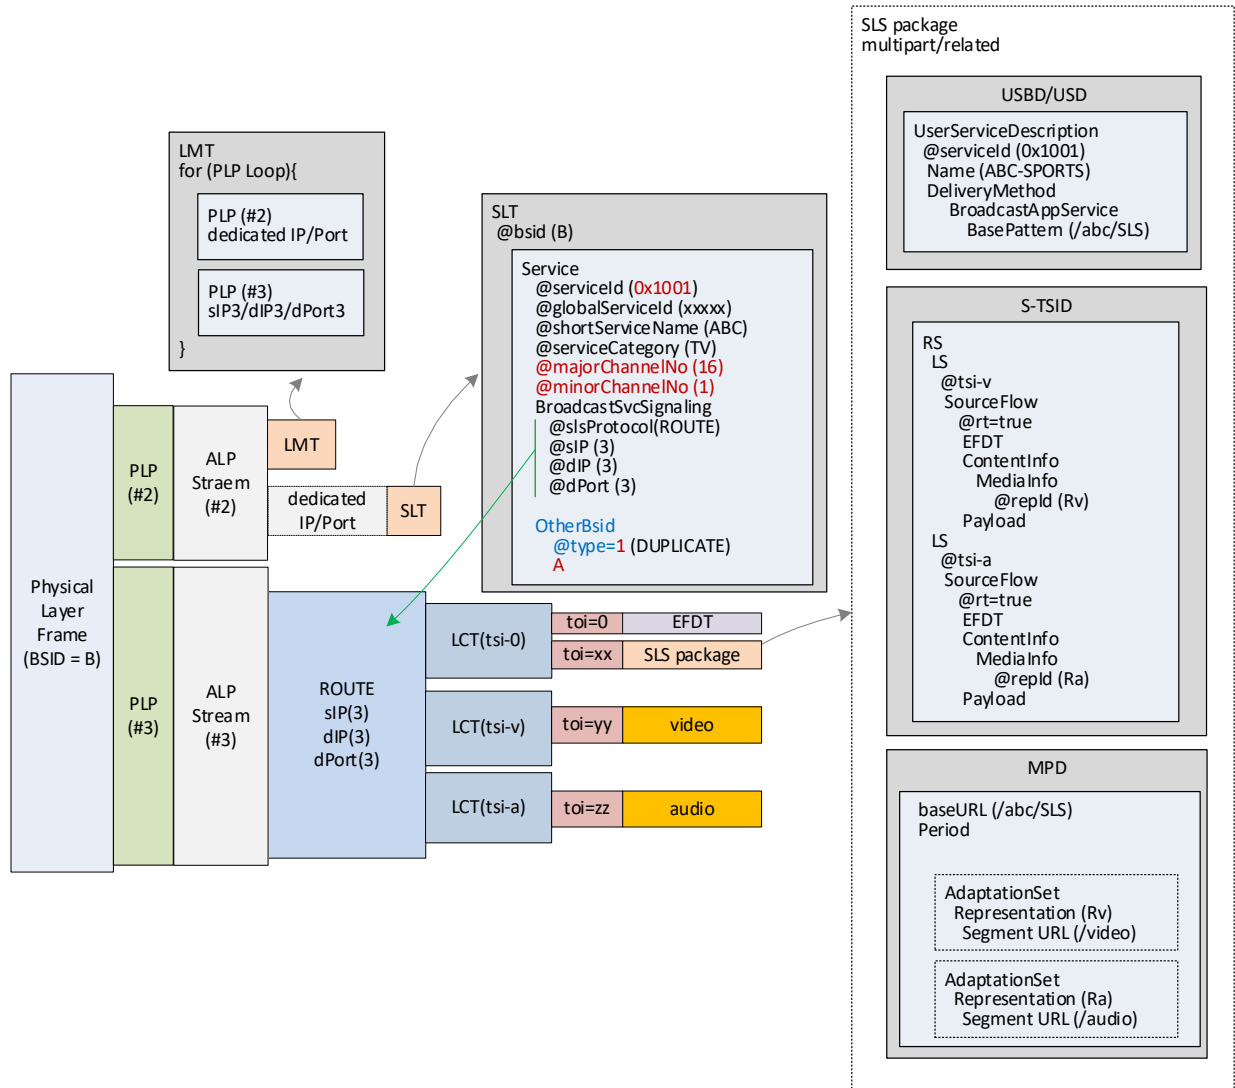 SLS package
multipart/related
USBD/USD
UserServiceDescription
@serviceId (0x1001)
Name (ABC-SPORTS)
DeliveryMethod
BroadcastAppService
BasePattern (/abc/SLS)
LMT
for (PLP Loop){
PLP (#2)
dedicated IP/Port
PLP (#3)
sIP3/dIP3/dPort3
}
SLT
@bsid (B)
Service
@serviceId (0x1001)
@globalServiceId (xxxxx)
@shortServiceName (ABC)
@serviceCategory (TV)
@majorChannelNo (16)
@minorChannelNo (1)
BroadcastSvcSignaling
@slsProtocol(ROUTE)
@sIP (3)
@dIP (3)
@dPort (3)
OtherBsid
@type=1 (DUPLICATE)
A
S-TSID
RS
LS
@tsi-v
SourceFlow
@rt=true
EFDT
ContentInfo
MediaInfo
@repId (Rv)
Payload
LS
@tsi-a
SourceFlow
@rt=true
EFDT
ContentInfo
MediaInfo
@repId (Ra)
Payload
Physical
Layer
Frame
(BSID = B)
PLP
(#2)
ALP
Straem
(#2)
LMT
dedicated
IP/Port
SLT
PLP
(#3)
ALP
Stream
(#3)
ROUTE
sIP(3)
dIP(3)
dPort(3)
LCT(tsi-0)
toi=0
EFDT
toi=xx
SLS package
LCT(tsi-v)
toi=yy
video
LCT(tsi-a)
toi=zz
audio
MPD
baseURL (/abc/SLS)
Period
AdaptationSet
Representation (Rv)
Segment URL (/video)
AdaptationSet
Representation (Ra)
Segment URL (/audio)